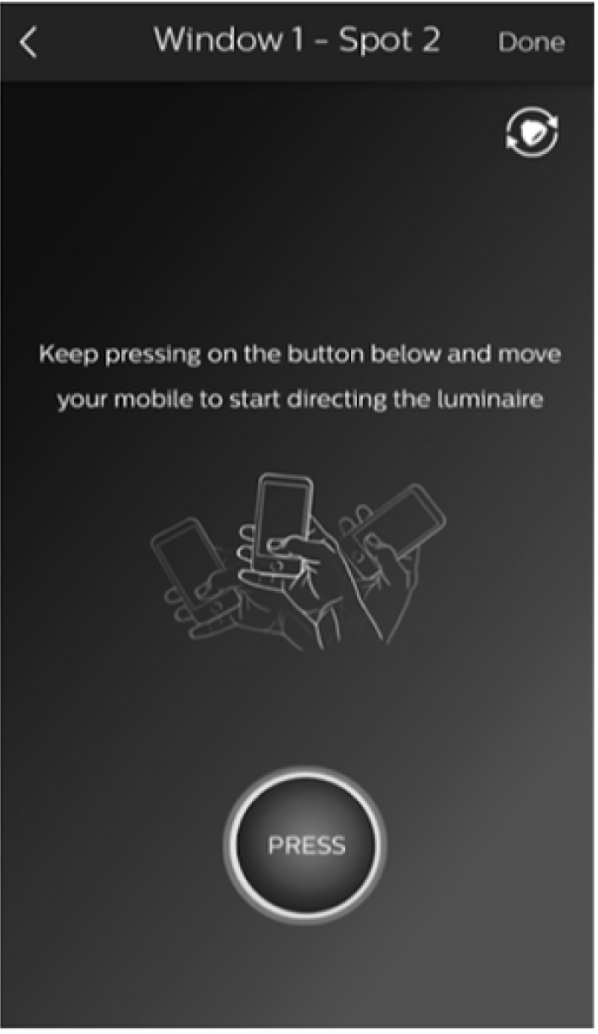 Window 1 – Spot 2 Done
Keep pressing on the button below and move
your mobile to start directing the luminaire
PRESS